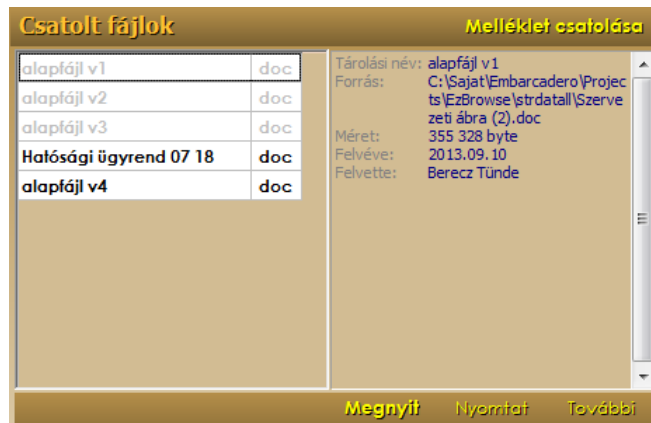 Csatolt fájlok
Melléklet csatolása
alapfájl v1 doc
alapfájl v2 doc
alapfájl v3 doc
Hatósági ügyrend 07 18 doc
alapfájl v4 doc
Tárolási név: alapfájl v1
Forrás: C:\Sajat\Embarcadero\Projec
ts\EzBrowse\strdatall\Szerve
zeti ábra (2).doc
Méret: 355 328 byte
Felvéve: 2013.09.10
Felvette: Berecz Tünde
Megnyit Nyomtat További